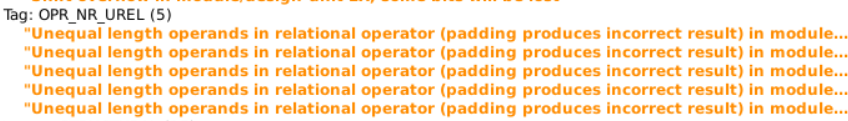 Tag: OPR_NR_UREL (5)
"Unequal length operands in relational operator (padding produces incorrect result) in module...
"Unequal length operands in relational operator (padding produces incorrect result) in module...
"Unequal length operands in relational operator (padding produces incorrect result) in module...
"Unequal length operands in relational operator (padding produces incorrect result) in module...
"Unequal length operands in relational operator (padding produces incorrect result) in module...